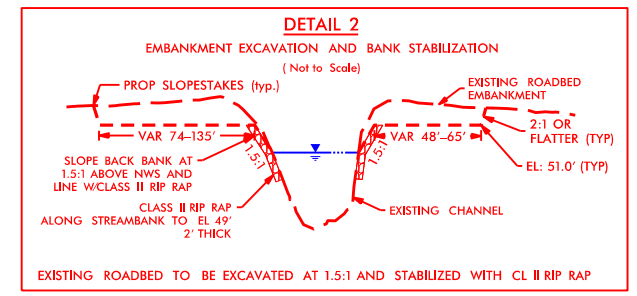 DETAIL 2
EMBANKMENT EXCAVATION AND BANK STABILIZATION
(Not to Scale)
PROP SLOPESTAKES (typ.)
EXISTING ROADBED
EMBANKMENT
VAR 74–135'
VAR 48'–65'
2:1 OR
FLATTER (TYP)
1.5:1
1.5:1
SLOPE BACK BANK AT
1.5:1 ABOVE NWS AND
LINE W/CLASS II RIP RAP
EL: 51.0' (TYP)
CLASS II RIP RAP
ALONG STREAMBANK TO EL 49'
2' THICK
EXISTING CHANNEL
EXISTING ROADBED TO BE EXCAVATED AT 1.5:1 AND STABILIZED WITH CL II RIP RAP